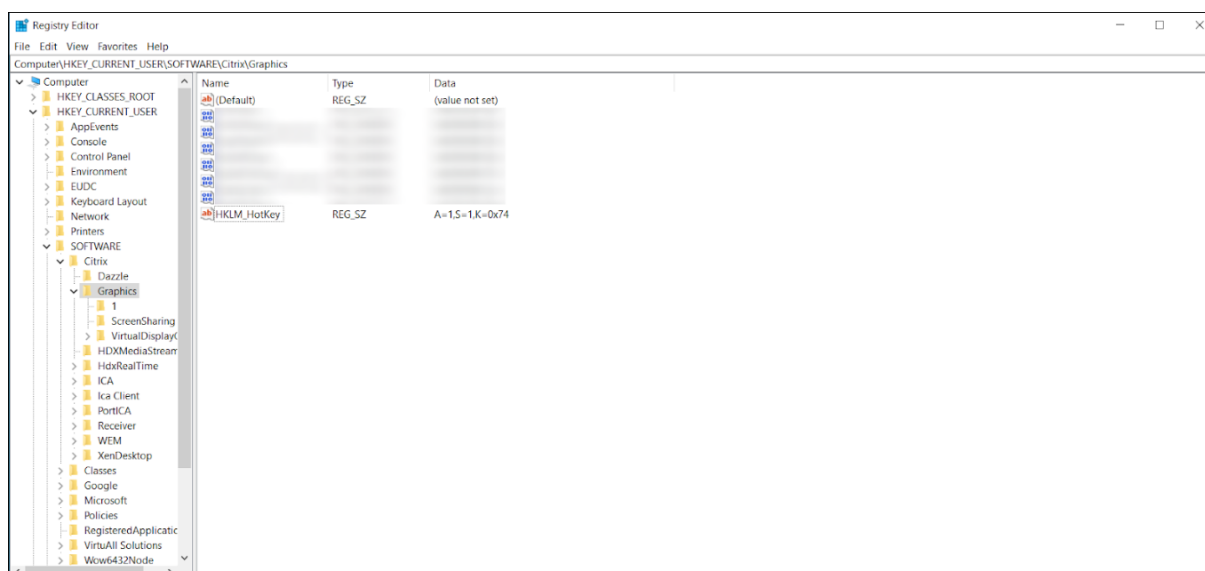 Registry Editor
File Edit View Favorites Help
Computer\HKEY_CURRENT_USER\SOFTWARE\Citrix\Graphics
Computer
HKEY_CLASSES_ROOT
HKEY_CURRENT_USER
AppEvents
Console
Control Panel
Environment
EUDC
Keyboard Layout
Network
Printers
SOFTWARE
Citrix
Dazzle
Graphics
1
ScreenSharing
VirtualDisplay
HDXMediaStream
HdxRealTime
ICA
Ica Client
PortICA
Receiver
WEM
XenDesktop
Classes
Google
Microsoft
Policies
RegisteredApplicatic
VirtuAll Solutions
Wow6432Node
Name Type Data
(Default) REG_SZ (value not set)
HKLM_HotKey REG_SZ A=1,S=1,K=0x74